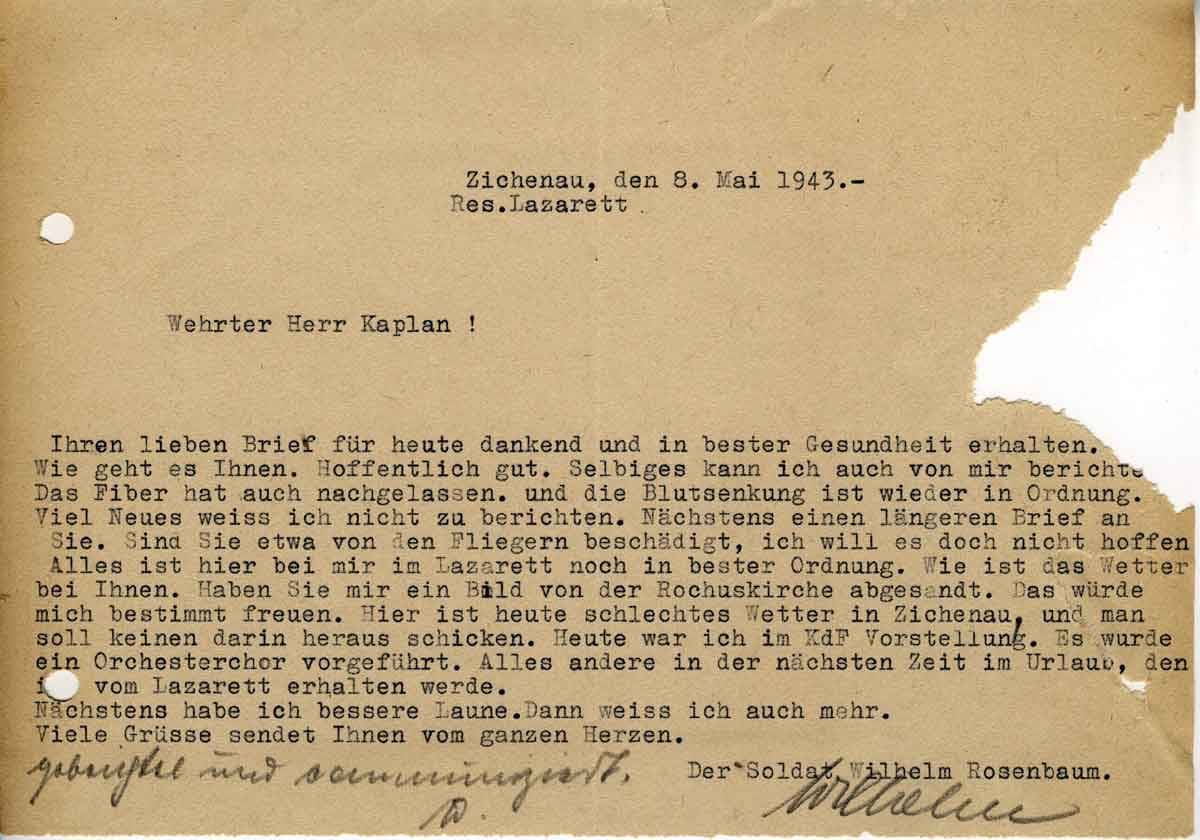 Zichenau, den 8. Mai 1943.-
Res.Lazarett .
Wehrter Herr Kaplan !
Ihren lieben Brief für heute dankend und in bester Gesundheit erhalten.
Wie geht es Ihnen. Hoffentlich gut. Selbiges kann ich auch von mir berichte
Das Fiber hat auch nachgelassen. und die Blutsenkung ist wieder in Ordnung.
Viel Neues weiss ich nicht zu berichten. Nächstens einen längeren Brief an
Sie. Sind Sie etwa von den Fliegern beschädigt, ich will es doch nicht hoffen
Alles ist hier bei mir im Lazarett noch in bester Ordnung. Wie ist das Wetter
bei Ihnen. Haben Sie mir ein Bild von der Rochuskirche abgesandt. Das würde
mich bestimmt freuen. Hier ist heute schlechtes Wetter in Zichenau, und man
soll keinen darin heraus schicken. Heute war ich im KdF Vorstellung. Es wurde
ein Orchesterchor vorgeführt. Alles andere in der nächsten Zeit im Urlaub, den
vom Lazarett erhalten werde.
Nächstens habe ich bessere Laune.Dann weiss ich auch mehr.
Viele Grüsse sendet Ihnen vom ganzen Herzen.
gebeichtet und communiziert.
Der Soldat Wilhelm Rosenbaum.
Wilhelm